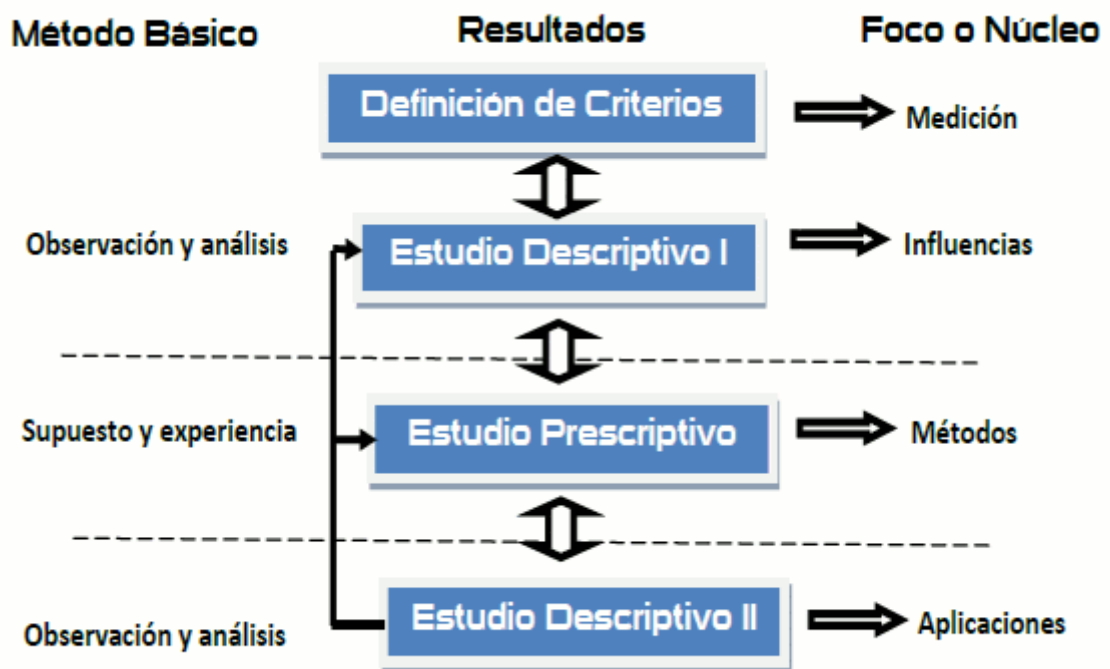 Método Básico Resultados Foco o Núcleo
Definición de Criterios Medición
Observación y análisis Estudio Descriptivo I Influencias
Supuesto y experiencia Estudio Prescriptivo Métodos
Observación y análisis Estudio Descriptivo II Aplicaciones